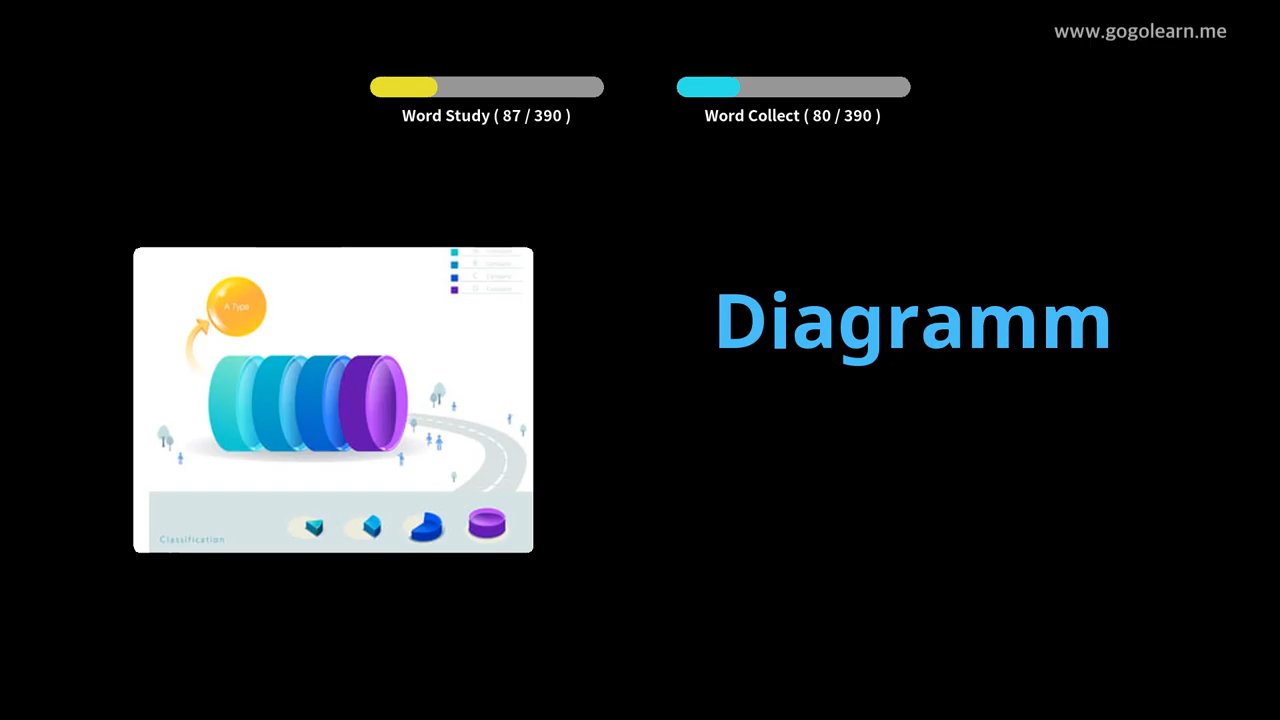 www.gogolearn.me
Word Study ( 87 / 390 )
Word Collect ( 80 / 390 )
Diagramm
A Type
C
Classification